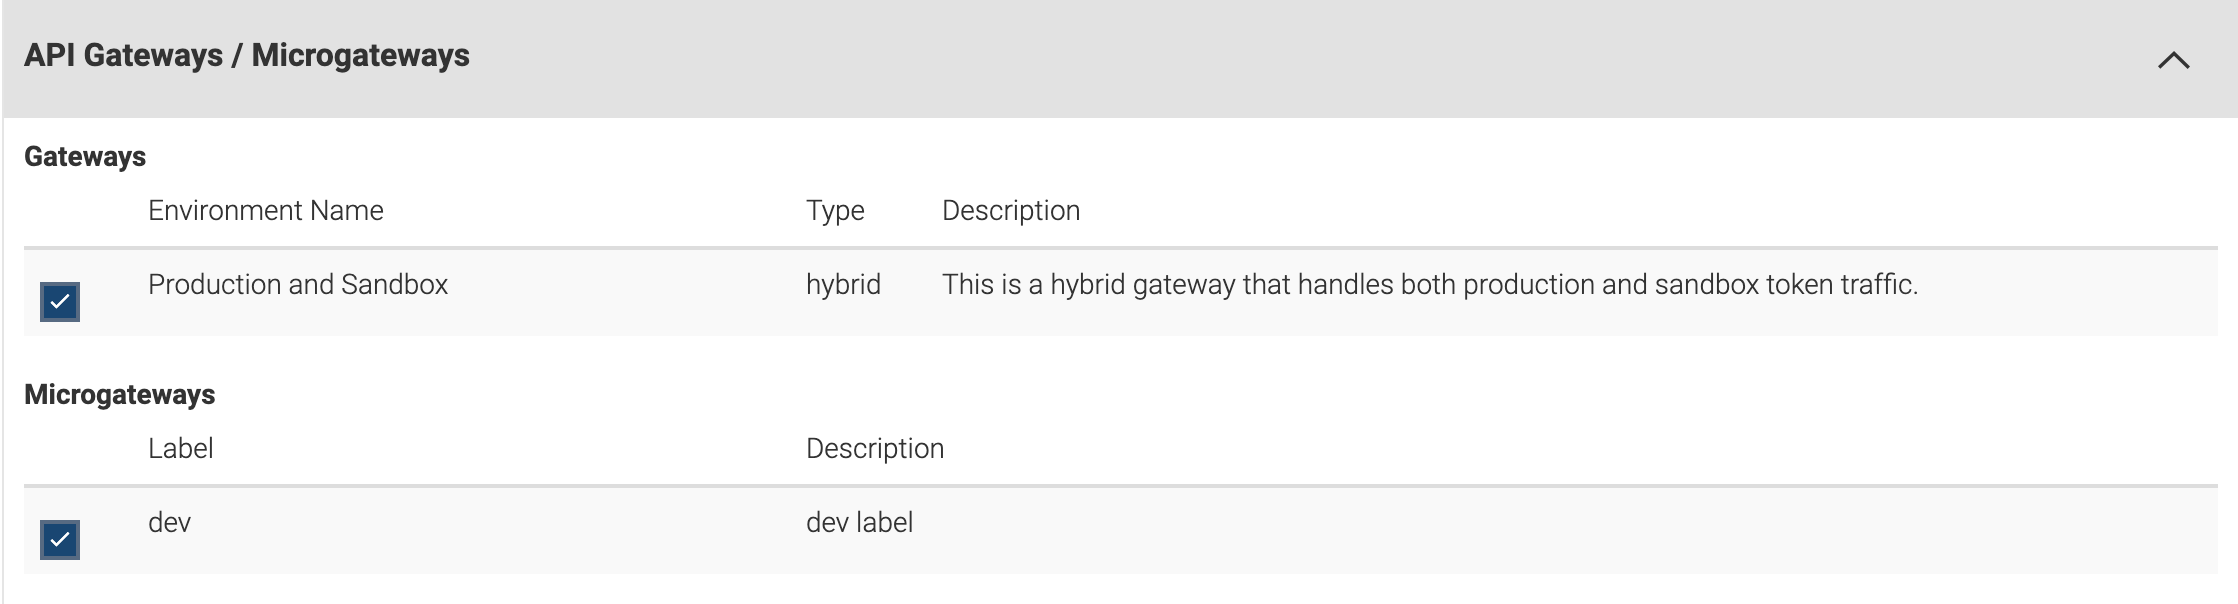 API Gateways / Microgateways
Gateways
Environment Name Type Description
Production and Sandbox hybrid This is a hybrid gateway that handles both production and sandbox token traffic.
Microgateways
Label Description
dev dev label